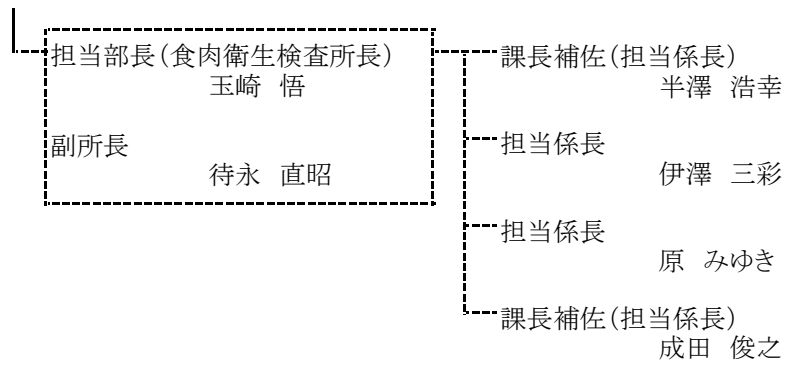 担当部長(食肉衛生検査所長)
玉崎 悟
副所長
待永 直昭
課長補佐(担当係長)
半澤 浩幸
担当係長
伊澤 三彩
担当係長
原 みゆき
課長補佐(担当係長)
成田 俊之